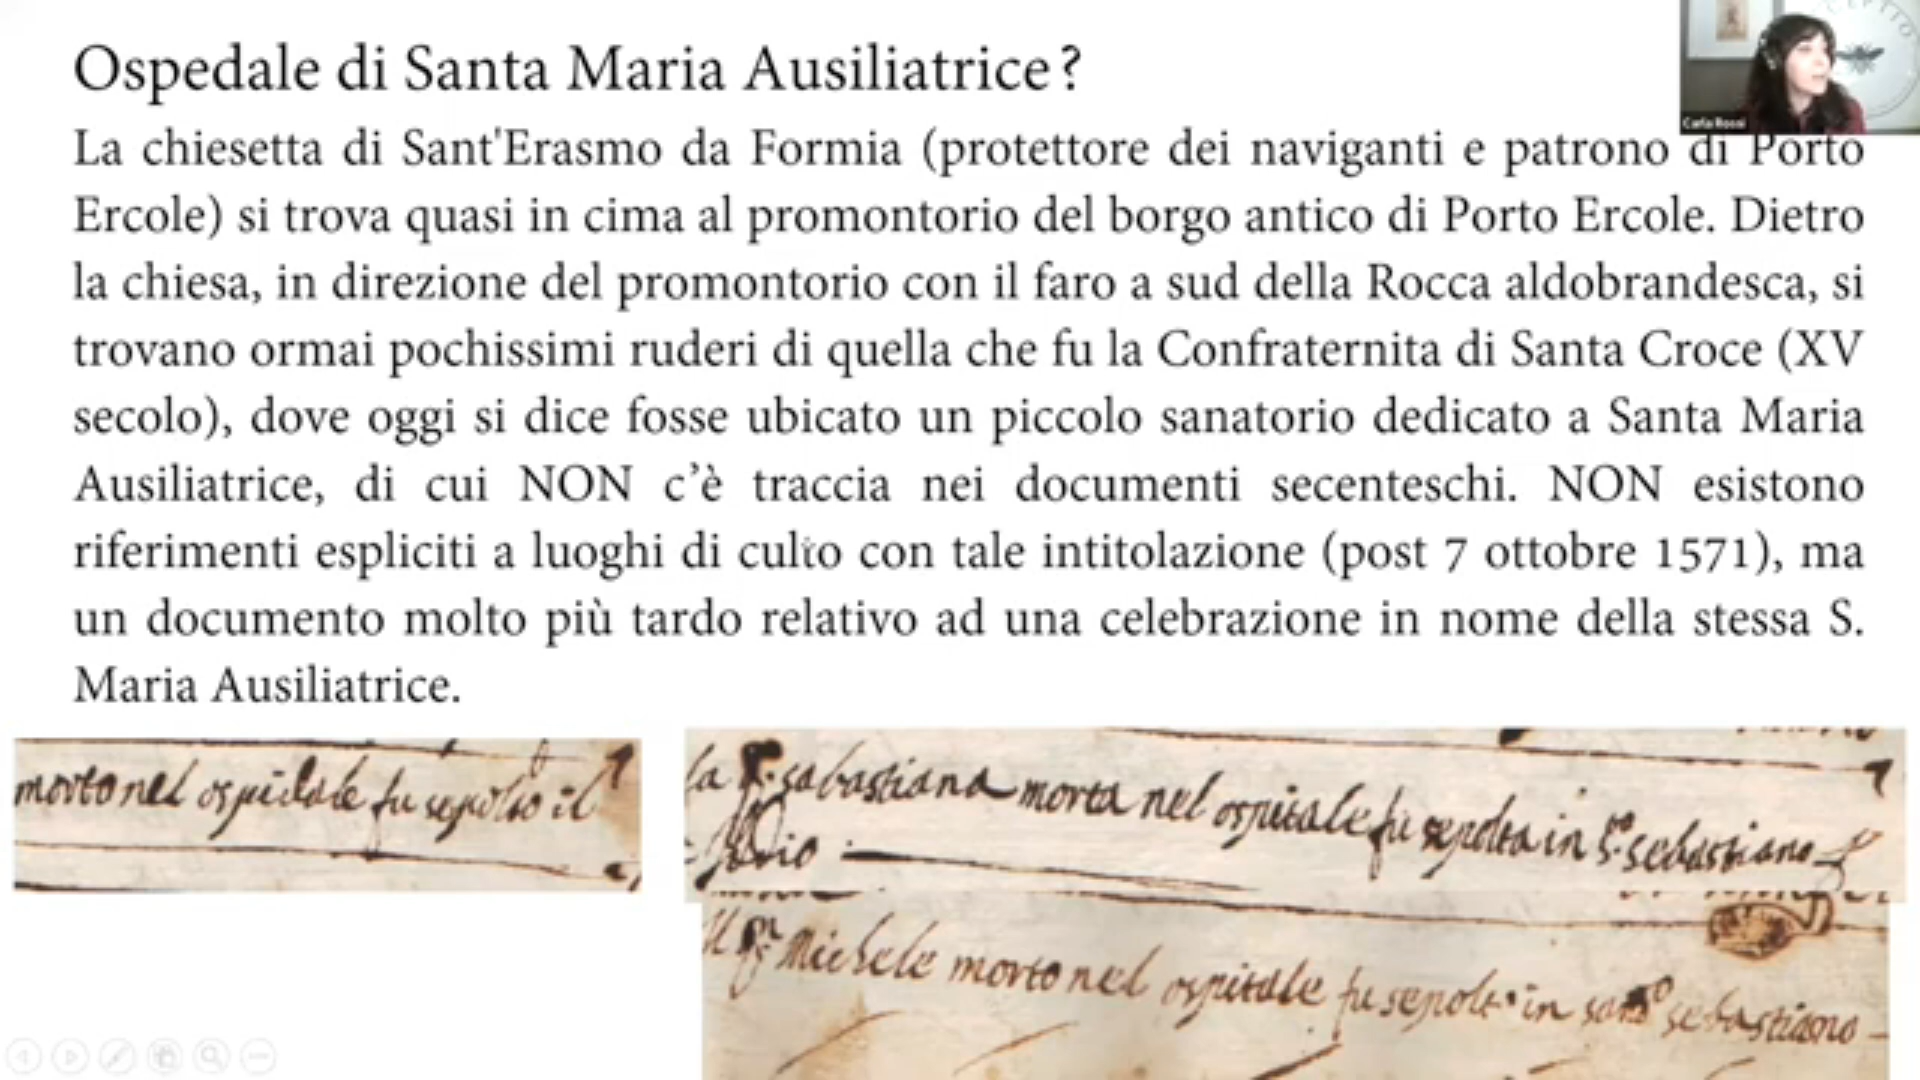 Ospedale di Santa Maria Ausiliatrice?
La chiesetta di Sant'Erasmo da Formia (protettore dei naviganti e patrono di Porto
Ercole) si trova quasi in cima al promontorio del borgo antico di Porto Ercole. Dietro
la chiesa, in direzione del promontorio con il faro a sud della Rocca aldobrandesca, si
trovano ormai pochissimi ruderi di quella che fu la Confraternita di Santa Croce (XV
secolo), dove oggi si dice fosse ubicato un piccolo sanatorio dedicato a Santa Maria
Ausiliatrice, di cui NON c’è traccia nei documenti secenteschi. NON esistono
riferimenti espliciti a luoghi di culto con tale intitolazione (post 7 ottobre 1571), ma
un documento molto più tardo relativo ad una celebrazione in nome della stessa S.
Maria Ausiliatrice.
Carla Rossi
morto nel ospidale fu sepolto il
la sabastiana morta nel ospitale fu sepolta in S.to sebastiano
Michele morto nel ospitale fu sepolto in santo sebastiano